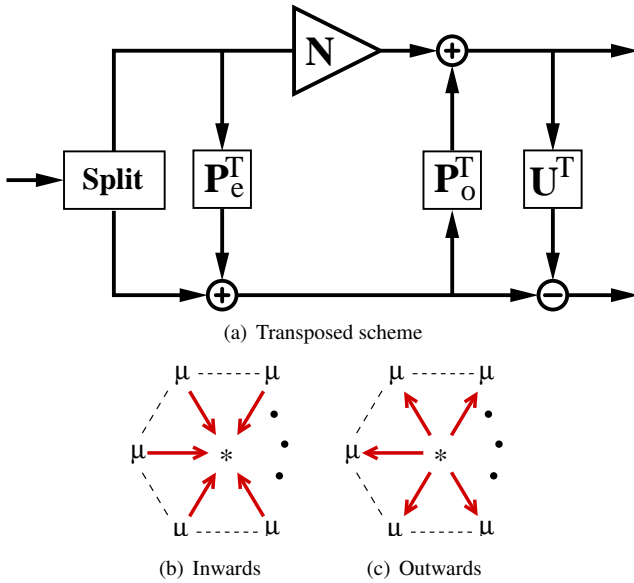 N
+
Split
P_e^T
P_o^T
U^T
+
−
(a) Transposed scheme
μ μ
μ *
μ μ
μ μ
μ *
μ μ
(b) Inwards
(c) Outwards